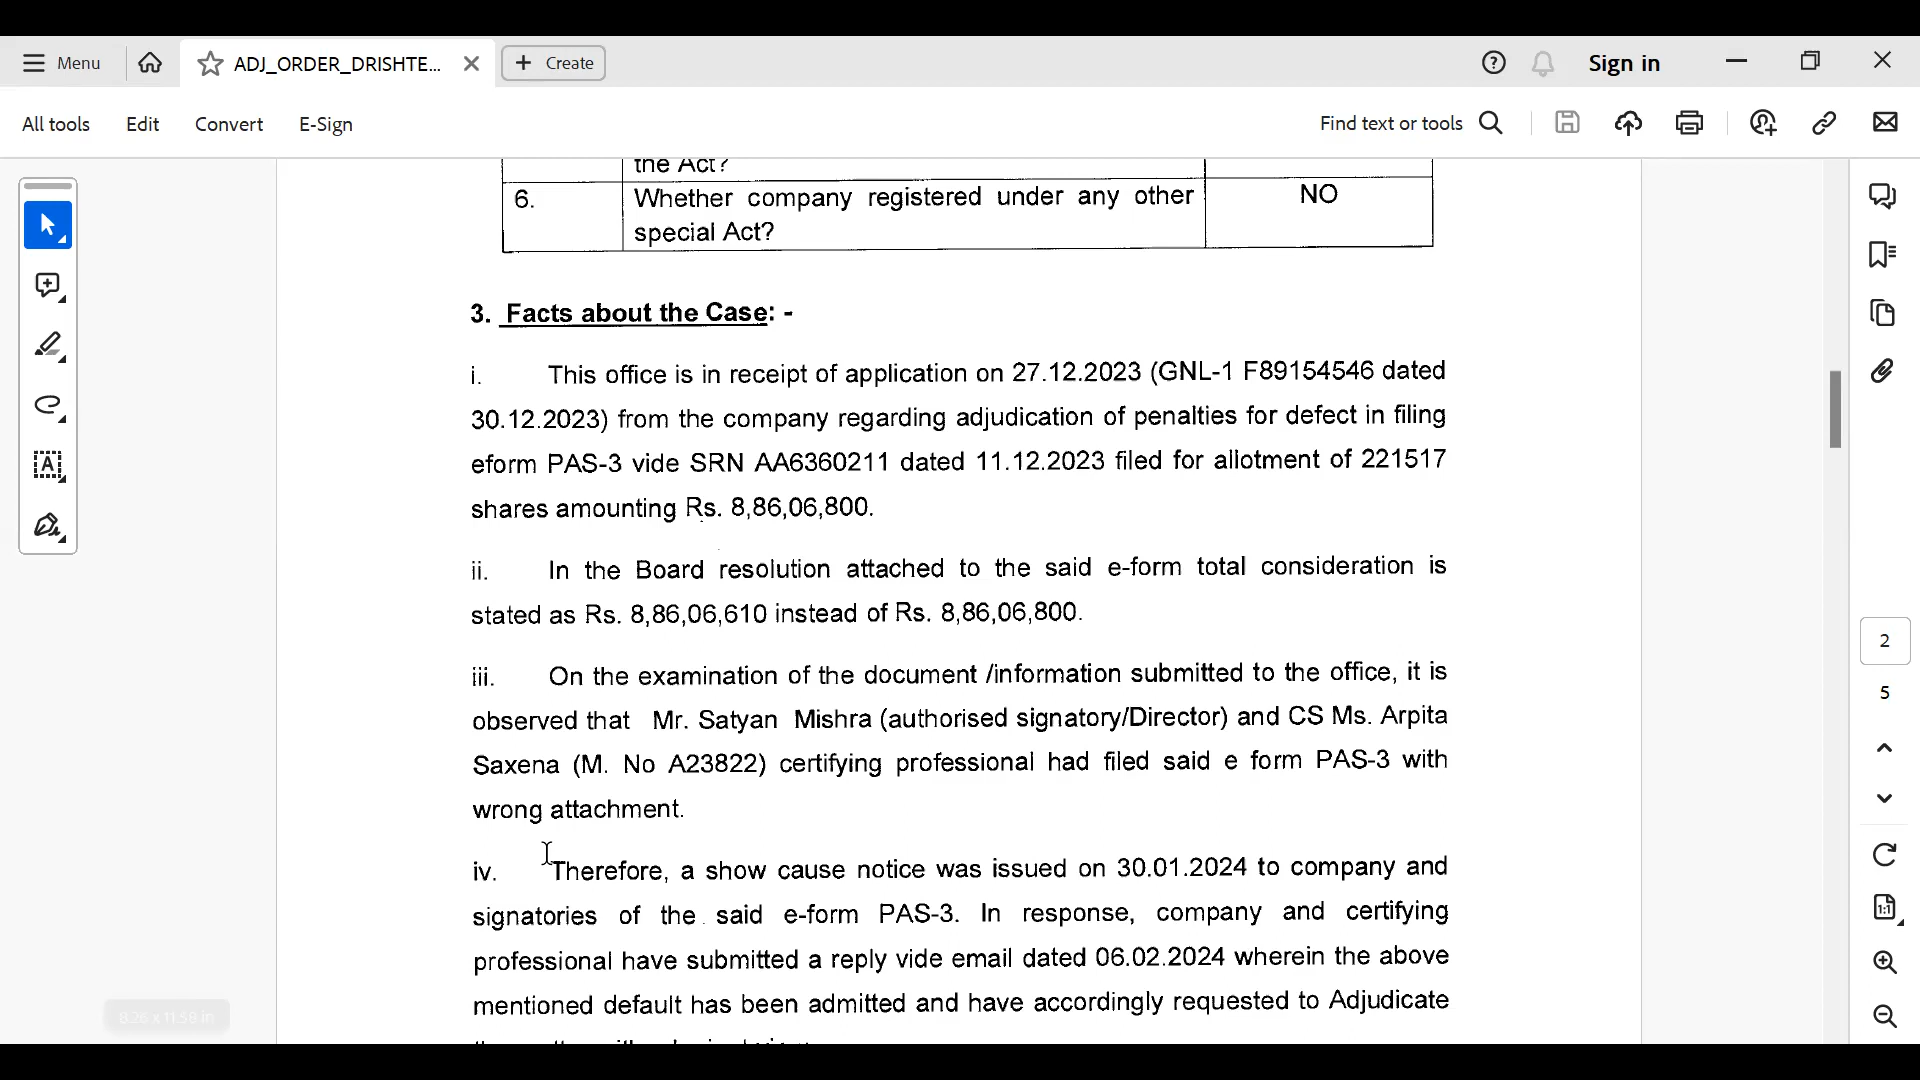 Menu
ADJ_ORDER_DRISHTE...
Create
Sign in
All tools
Edit
Convert
E-Sign
Find text or tools
the Act?
6. Whether company registered under any other NO
special Act?
3. Facts about the Case: -
i. This office is in receipt of application on 27.12.2023 (GNL-1 F89154546 dated
30.12.2023) from the company regarding adjudication of penalties for defect in filing
eform PAS-3 vide SRN AA6360211 dated 11.12.2023 filed for allotment of 221517
shares amounting Rs. 8,86,06,800.
ii. In the Board resolution attached to the said e-form total consideration is
stated as Rs. 8,86,06,610 instead of Rs. 8,86,06,800.
iii. On the examination of the document /information submitted to the office, it is
observed that Mr. Satyan Mishra (authorised signatory/Director) and CS Ms. Arpita
Saxena (M. No A23822) certifying professional had filed said e form PAS-3 with
wrong attachment.
iv. Therefore, a show cause notice was issued on 30.01.2024 to company and
signatories of the said e-form PAS-3. In response, company and certifying
professional have submitted a reply vide email dated 06.02.2024 wherein the above
mentioned default has been admitted and have accordingly requested to Adjudicate
8.26 x 11.58 in
2
5
1:1